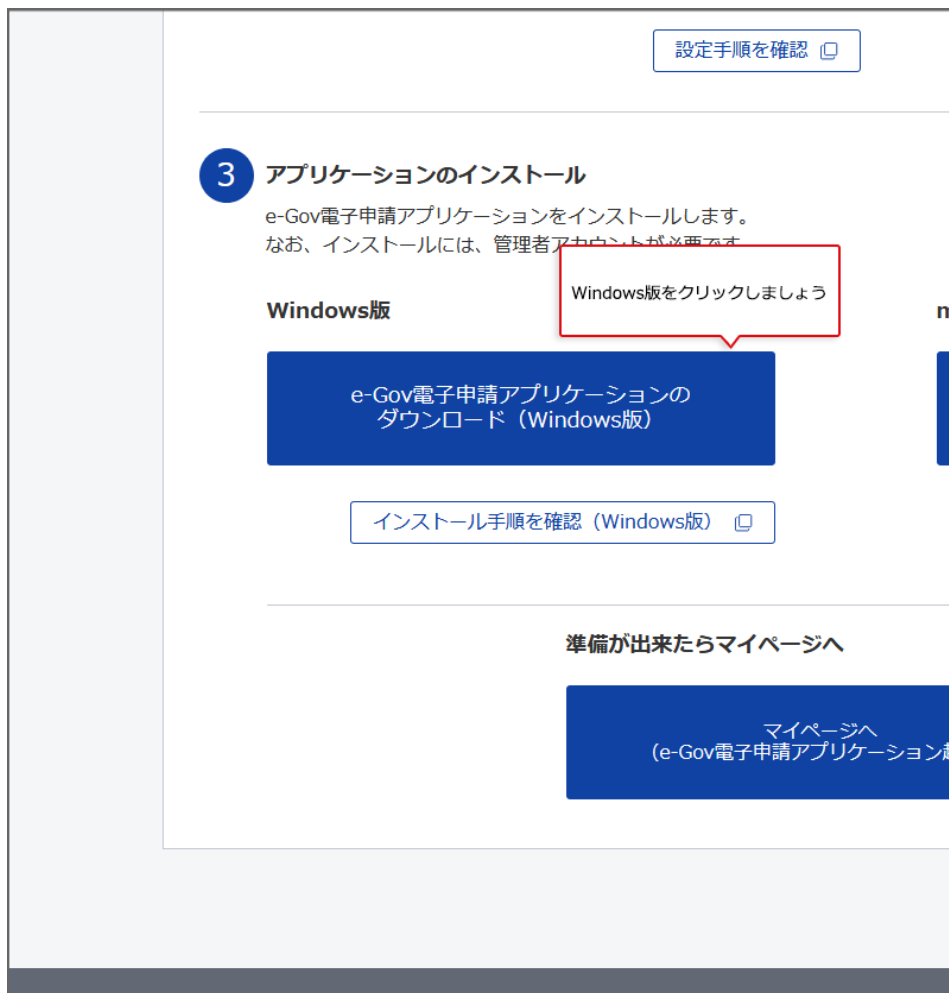 設定手順を確認
3 アプリケーションのインストール
e-Gov電子申請アプリケーションをインストールします。
なお、インストールには、管理者アカウントが必要です
Windows版をクリックしましょう
Windows版
e-Gov電子申請アプリケーションの
ダウンロード（Windows版）
インストール手順を確認（Windows版）
準備が出来たらマイページへ
マイページへ
（e-Gov電子申請アプリケーション